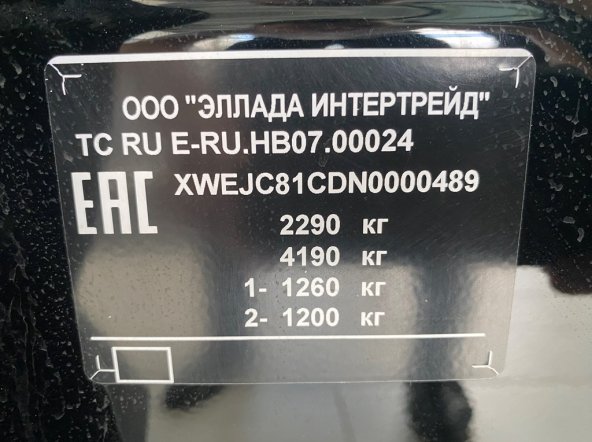 ООО "ЭЛЛАДА ИНТЕРТРЕЙД"
ТС RU E-RU.НВ07.00024
EAC XWEJC81CDN0000489
2290 кг
4190 кг
1- 1260 кг
2- 1200 кг